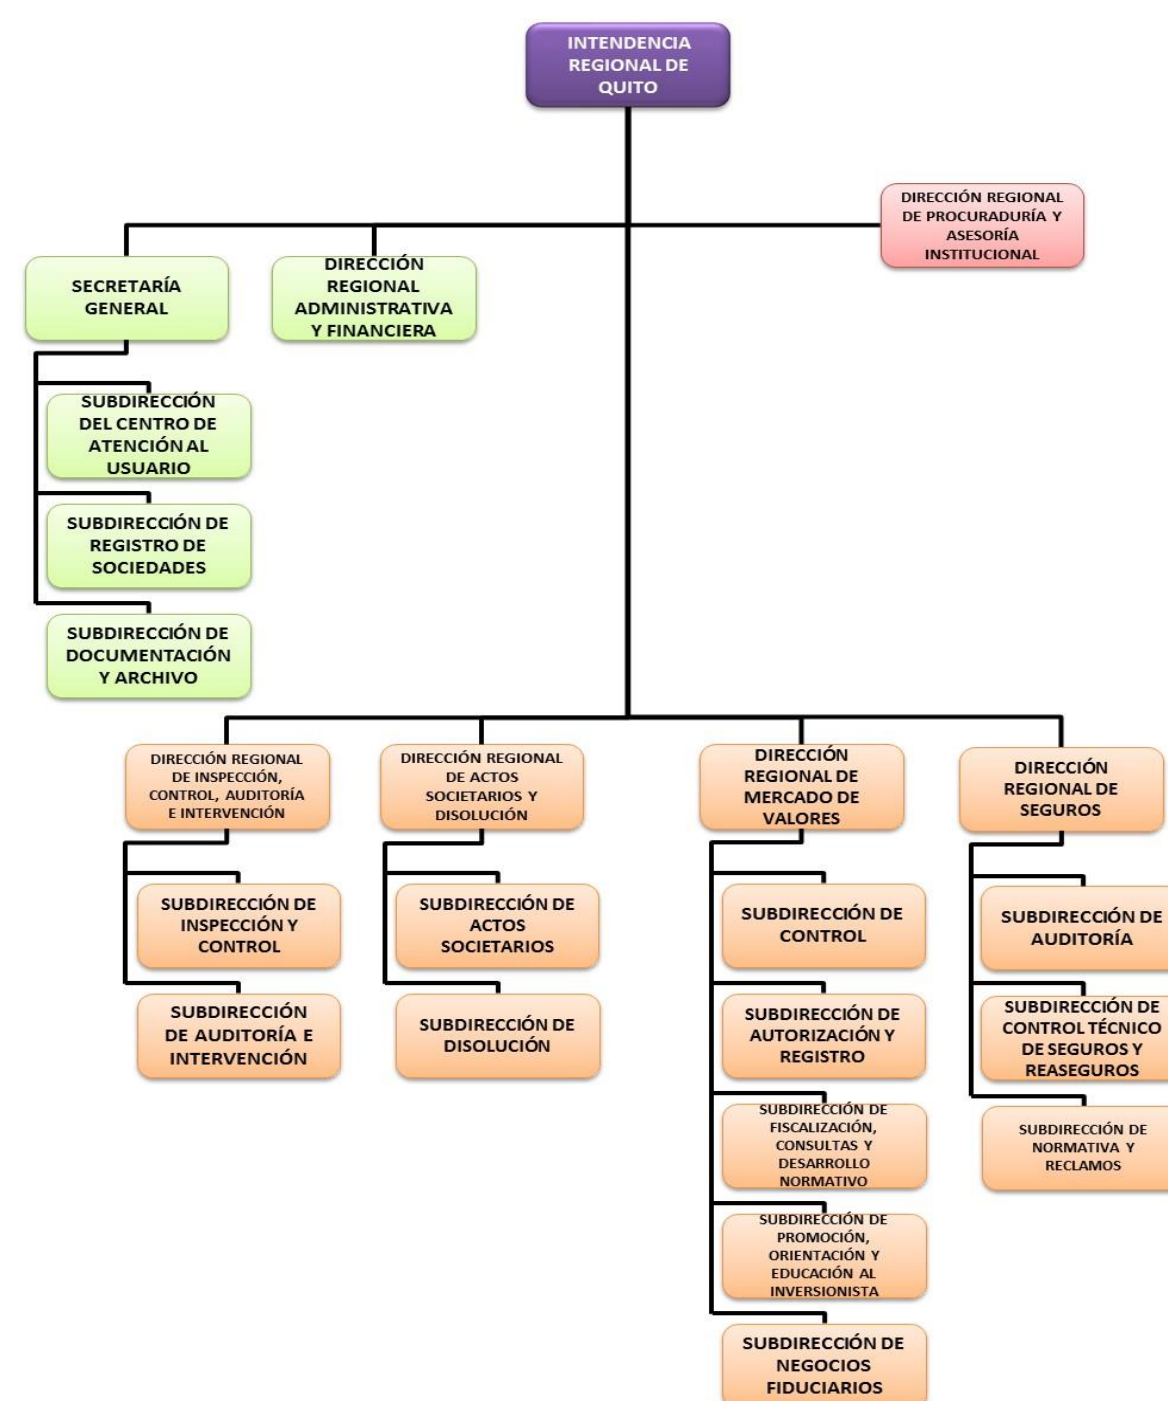 INTENDENCIA
REGIONAL DE
QUITO
DIRECCIÓN REGIONAL
DE PROCURADURÍA Y
ASESORÍA
INSTITUCIONAL
SECRETARÍA
GENERAL
DIRECCIÓN
REGIONAL
ADMINISTRATIVA
Y FINANCIERA
SUBDIRECCIÓN
DEL CENTRO DE
ATENCIÓN AL
USUARIO
SUBDIRECCIÓN DE
REGISTRO DE
SOCIEDADES
SUBDIRECCIÓN DE
DOCUMENTACIÓN
Y ARCHIVO
DIRECCIÓN REGIONAL
DE INSPECCIÓN,
CONTROL, AUDITORÍA
E INTERVENCIÓN
SUBDIRECCIÓN DE
INSPECCIÓN Y
CONTROL
SUBDIRECCIÓN
DE AUDITORÍA E
INTERVENCIÓN
DIRECCIÓN REGIONAL
DE ACTOS
SOCIETARIOS Y
DISOLUCIÓN
SUBDIRECCIÓN DE
ACTOS
SOCIETARIOS
SUBDIRECCIÓN DE
DISOLUCIÓN
DIRECCIÓN
REGIONAL DE
MERCADO DE
VALORES
SUBDIRECCIÓN DE
CONTROL
SUBDIRECCIÓN DE
AUTORIZACIÓN Y
REGISTRO
SUBDIRECCIÓN DE
FISCALIZACIÓN,
CONSULTAS Y
DESARROLLO
NORMATIVO
SUBDIRECCIÓN DE
PROMOCIÓN,
ORIENTACIÓN Y
EDUCACIÓN AL
INVERSIONISTA
SUBDIRECCIÓN DE
NEGOCIOS
FIDUCIARIOS
DIRECCIÓN
REGIONAL DE
SEGUROS
SUBDIRECCIÓN DE
AUDITORÍA
SUBDIRECCIÓN DE
CONTROL TÉCNICO
DE SEGUROS Y
REASEGUROS
SUBDIRECCIÓN DE
NORMATIVA Y
RECLAMOS